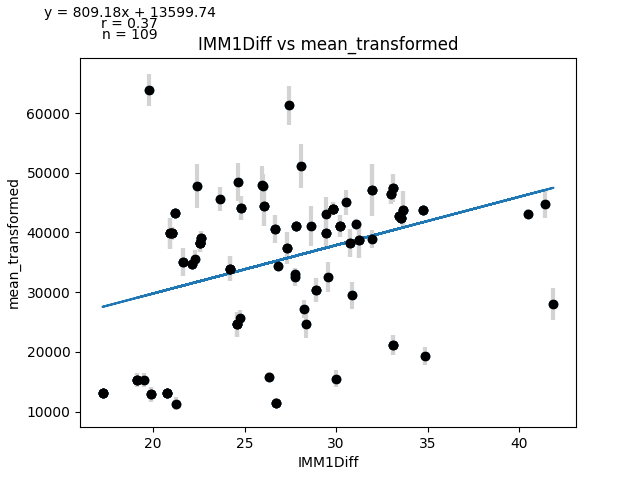 y = 809.18x + 13599.74
r = 0.37
n = 109
IMM1Diff vs mean_transformed
mean_transformed
60000
50000
40000
30000
20000
10000
20
25
30
35
40
IMM1Diff